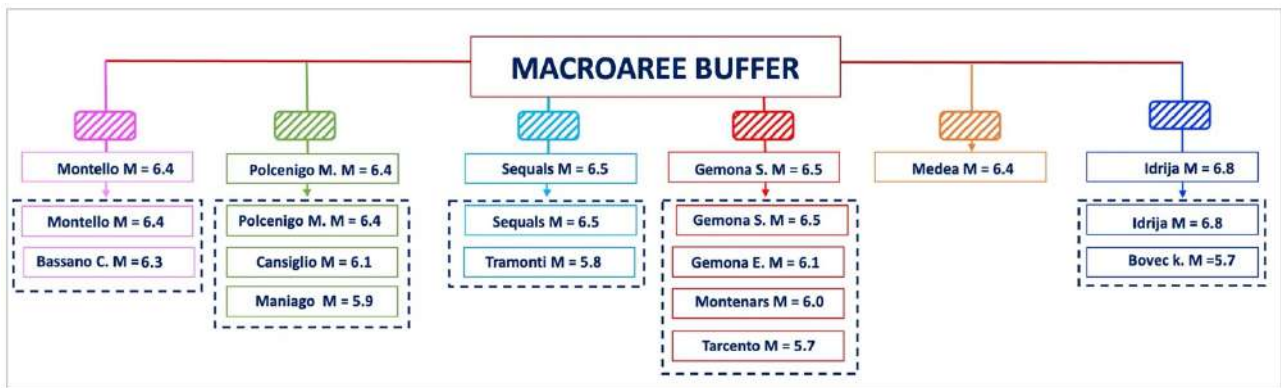 MACROAREE BUFFER
Montello M = 6.4
Polcenigo M. M = 6.4
Sequals M = 6.5
Gemona S. M = 6.5
Medea M = 6.4
Idrija M = 6.8
Montello M = 6.4
Bassano C. M = 6.3
Polcenigo M. M = 6.4
Cansiglio M = 6.1
Maniago M = 5.9
Sequals M = 6.5
Tramonti M = 5.8
Gemona S. M = 6.5
Gemona E. M = 6.1
Montenars M = 6.0
Tarcento M = 5.7
Idrija M = 6.8
Bovec k. M =5.7